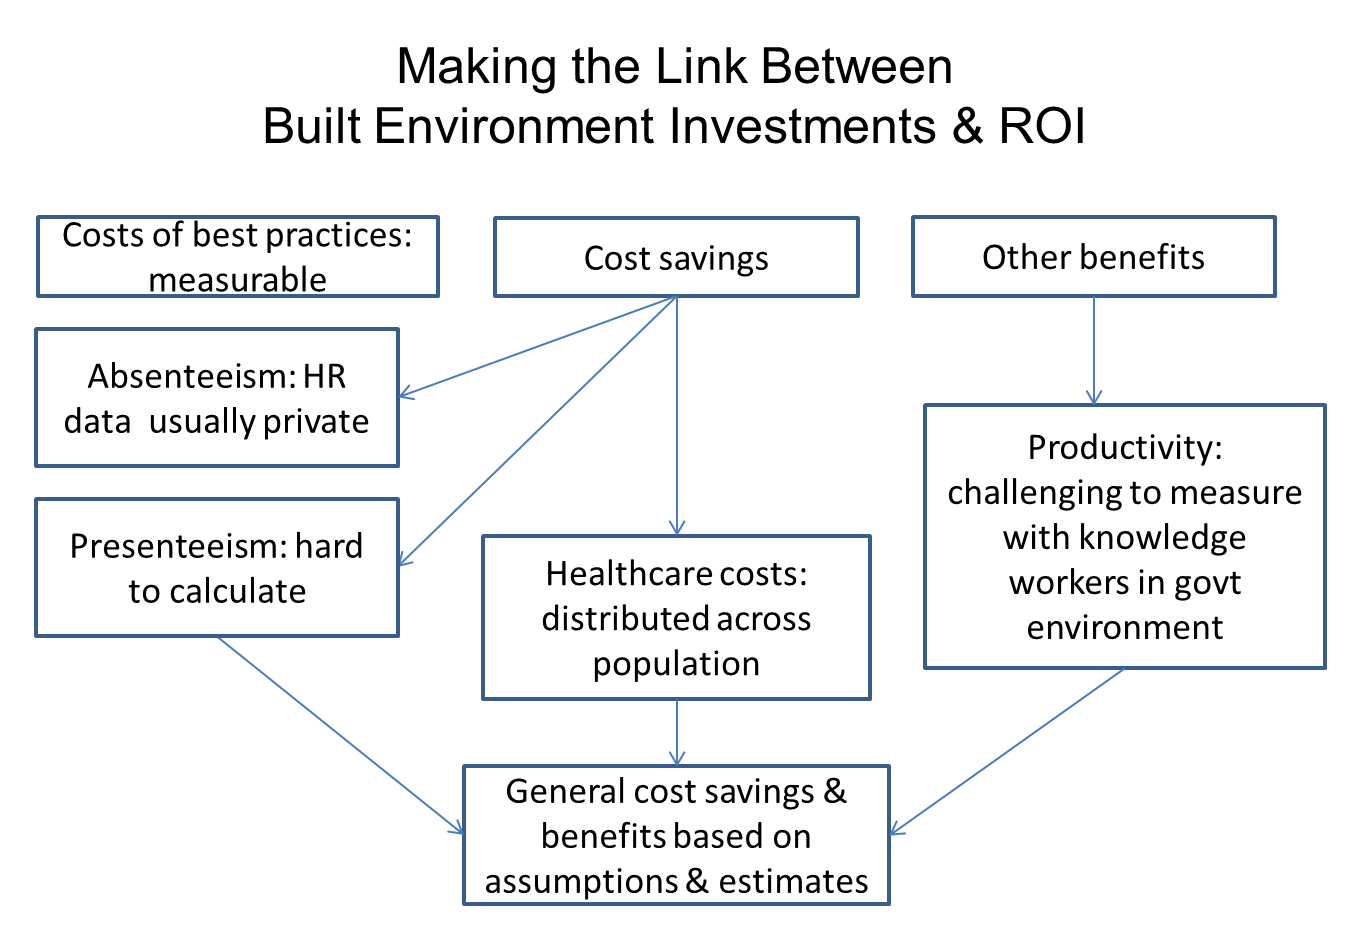 Making the Link Between
Built Environment Investments & ROI
Costs of best practices:
measurable
Cost savings
Other benefits
Absenteeism: HR
data  usually private
Presenteeism: hard
to calculate
Healthcare costs:
distributed across
population
Productivity:
challenging to measure
with knowledge
workers in govt
environment
General cost savings &
benefits based on
assumptions & estimates